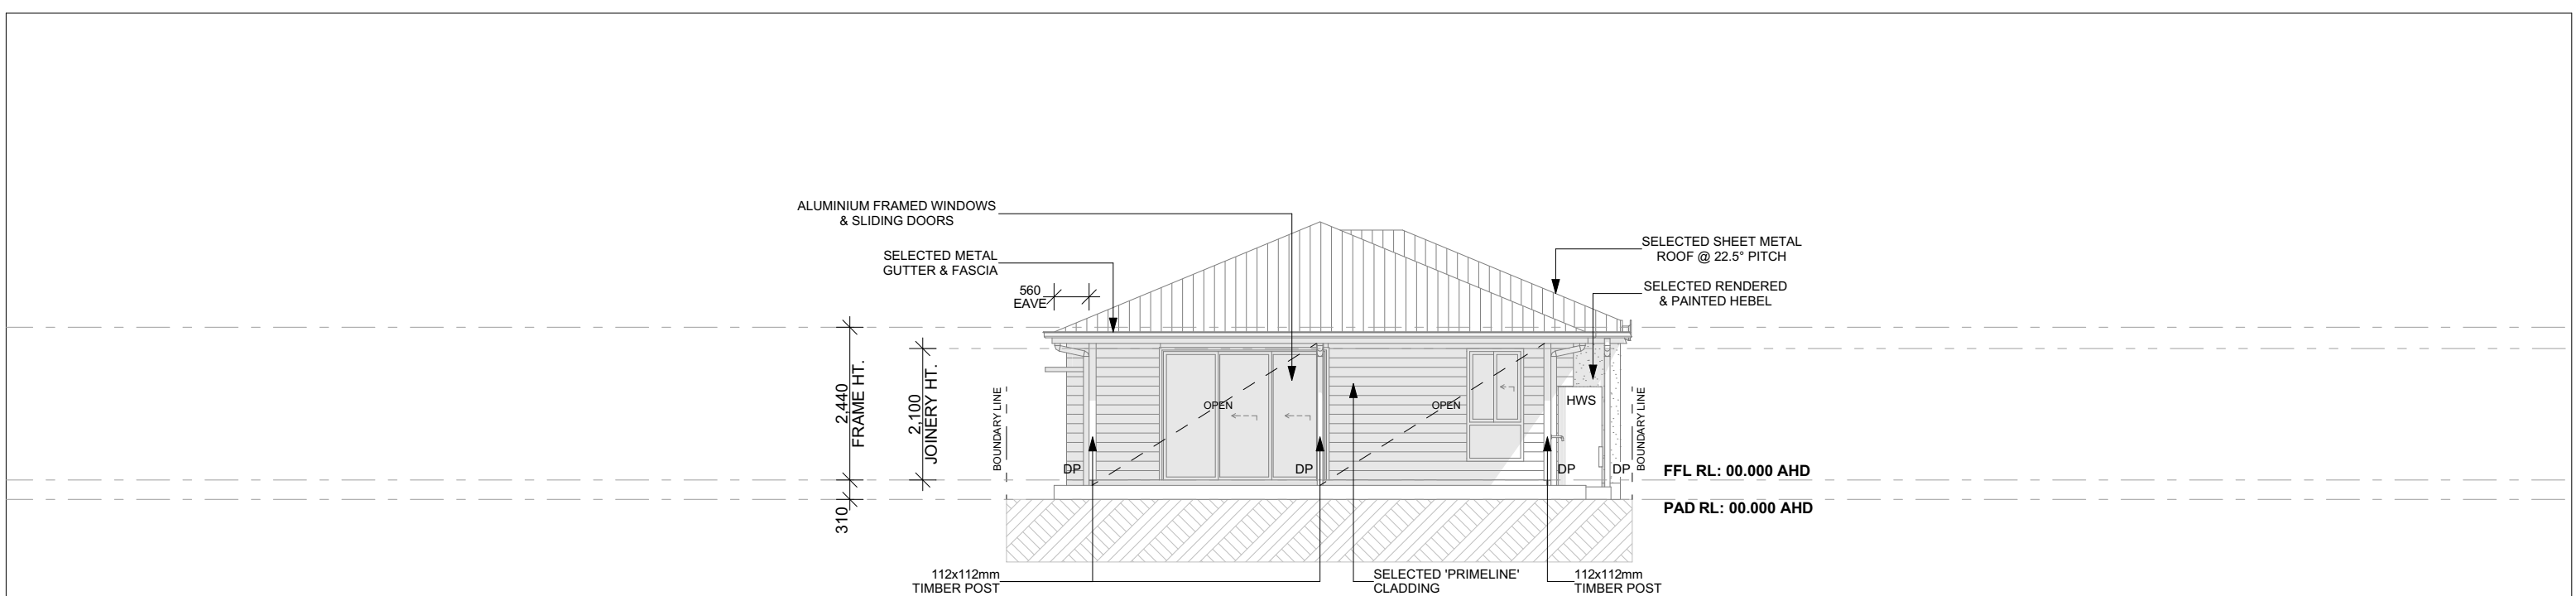 ALUMINIUM FRAMED WINDOWS
& SLIDING DOORS
SELECTED METAL
GUTTER & FASCIA
560
EAVE
SELECTED SHEET METAL
ROOF @ 22.5° PITCH
SELECTED RENDERED
& PAINTED HEBEL
2,440
FRAME HT.
2,100
JOINERY HT.
310
BOUNDARY LINE
OPEN
OPEN
HWS
BOUNDARY LINE
DP
DP
DP
DP
FFL RL: 00.000 AHD
PAD RL: 00.000 AHD
112x112mm
TIMBER POST
SELECTED 'PRIMELINE'
CLADDING
112x112mm
TIMBER POST